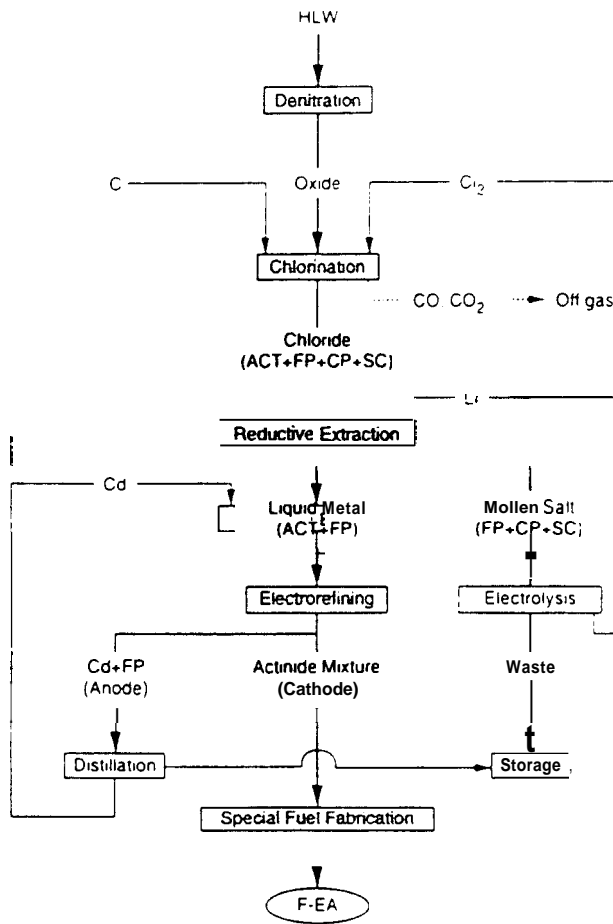 HLW
Denitration
C
Oxide
Cl2
Chlorination
CO, CO2
Off gas
Chloride
(ACT+FP+CP+SC)
Li
Reductive Extraction
Cd
Liquid Metal
(ACT+FP)
Mollen Salt
(FP+CP+SC)
Electrorefining
Electrolysis
Cd+FP
(Anode)
Actinide Mixture
(Cathode)
Waste
Distillation
Storage
Special Fuel Fabrication
F-EA